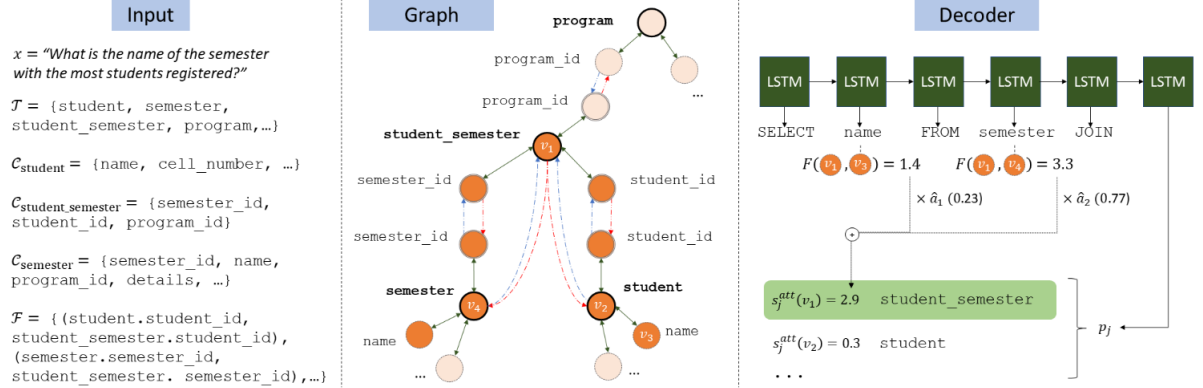 Input
x = “What is the name of the semester
with the most students registered?”
𝒯 = {student, semester,
student_semester, program,…}
𝒞student = {name, cell_number, …}
𝒞student_semester = {semester_id,
student_id, program_id}
𝒞semester = {semester_id, name,
program_id, details, …}
ℱ = {(student.student_id,
student_semester.student_id),
(semester.semester_id,
student_semester. semester_id),…}
Graph
program
program_id
...
program_id
student_semester
v1
semester_id
student_id
semester_id
student_id
semester
student
v4
v2
name
v3
name
...
...
Decoder
LSTM LSTM LSTM LSTM LSTM LSTM
SELECT name FROM semester JOIN
F(v1, v3) = 1.4
F(v1, v4) = 3.3
× â1 (0.23)
× â2 (0.77)
+
sjatt(v1) = 2.9 student_semester
pj
sjatt(v2) = 0.3 student
...